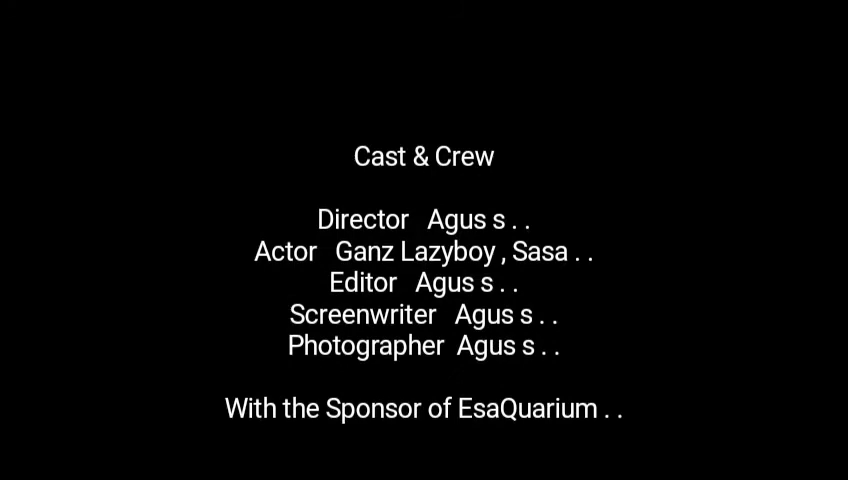 Cast & Crew
Director Agus s . .
Actor Ganz Lazyboy , Sasa . .
Editor Agus s . .
Screenwriter Agus s . .
Photographer Agus s . .
With the Sponsor of EsaQuarium . .